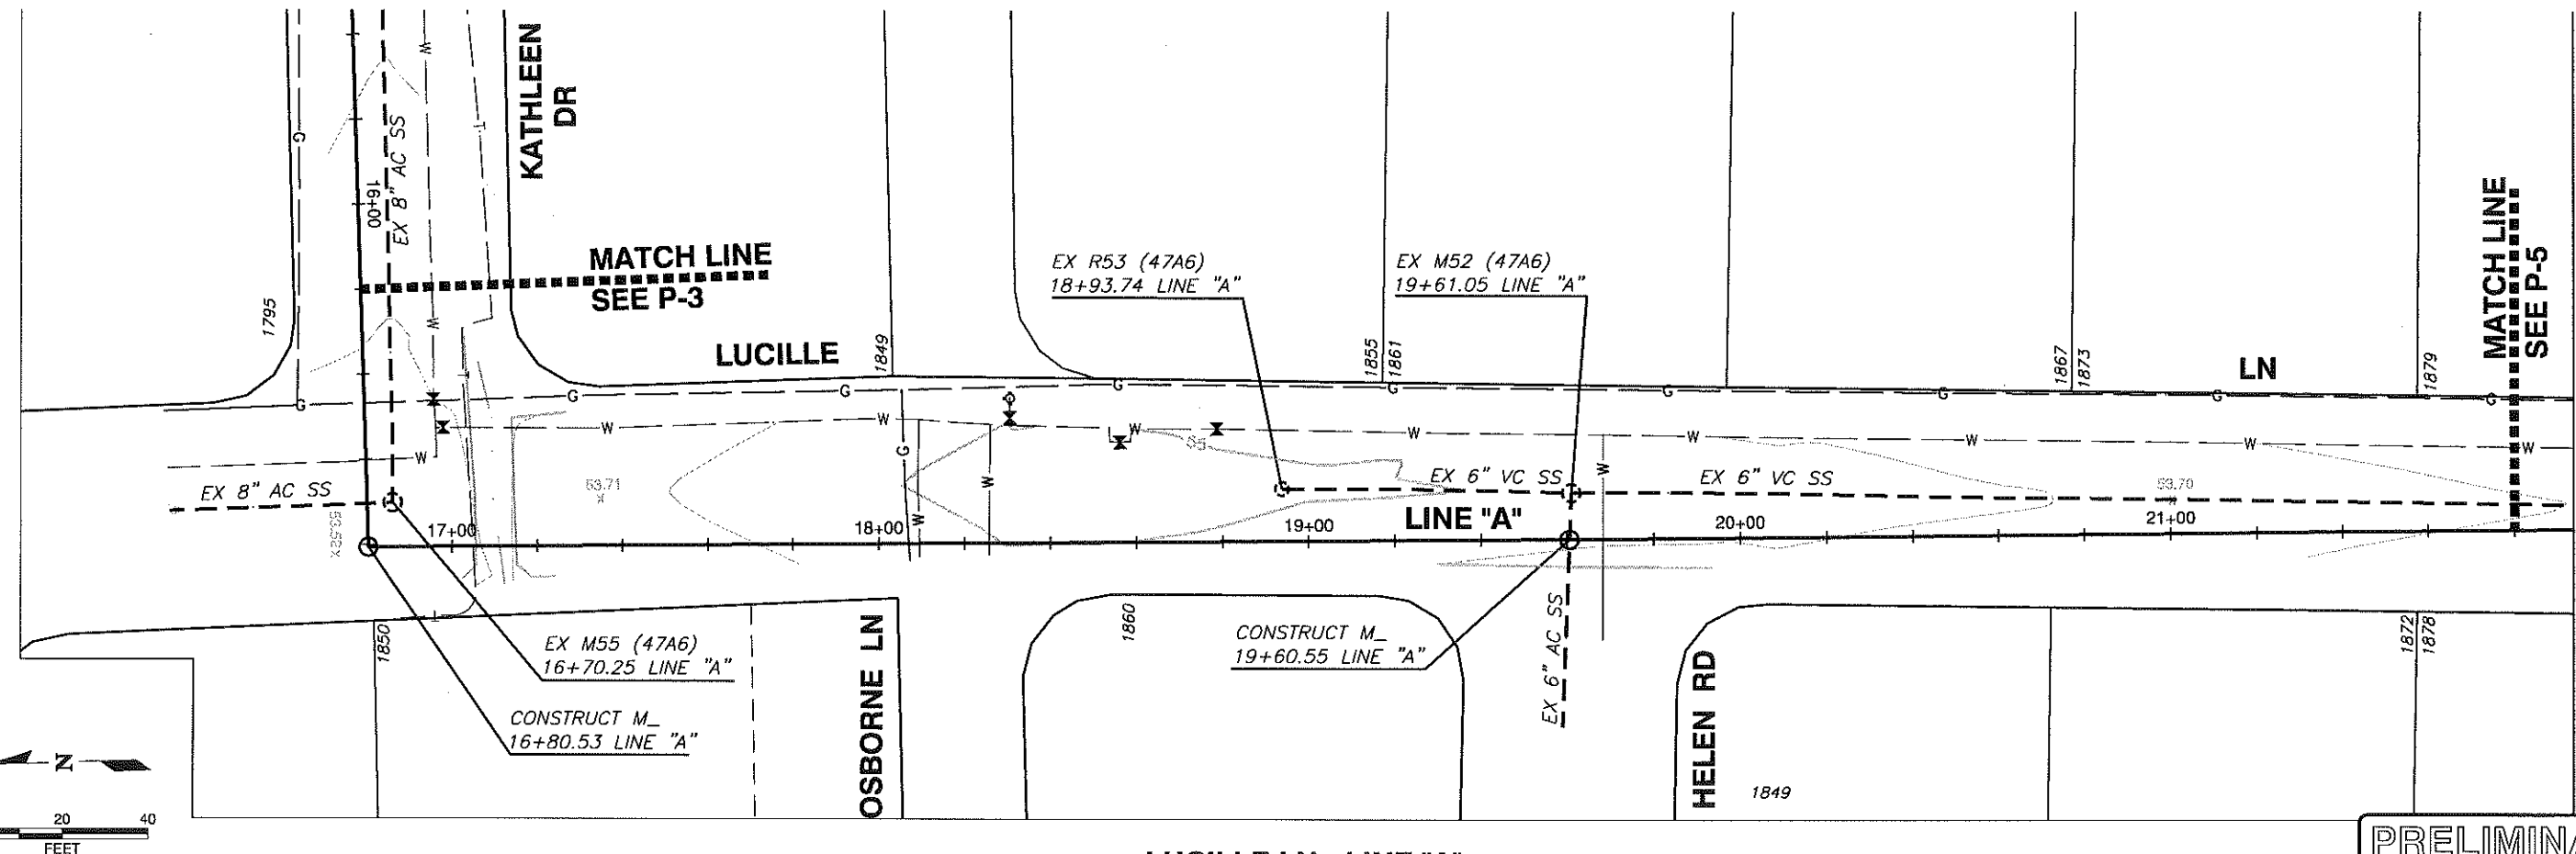 KATHLEEN
DR
G
W
T
EX 8" AC SS
16+00
MATCH LINE
SEE P-3
1795
W
LUCILLE
1849
EX R53 (47A6)
18+93.74 LINE "A"
EX M52 (47A6)
19+61.05 LINE "A"
1855
1861
1867
1873
LN
1879
MATCH LINE
SEE P-5
G
G
G
G
G
G
G
G
G
W
W
W
W
W
W
W
W
W
G
W
W
W
55
EX 8" AC SS
53.52 x
53.71
x
EX 6" VC SS
EX 6" VC SS
53.70
x
17+00
18+00
19+00
LINE "A"
20+00
21+00
1850
EX M55 (47A6)
16+70.25 LINE "A"
CONSTRUCT M_
16+80.53 LINE "A"
OSBORNE LN
1860
CONSTRUCT M_
19+60.55 LINE "A"
EX 6" AC SS
HELEN RD
1849
1872
1878
N
20
40
FEET
PRELIMINA